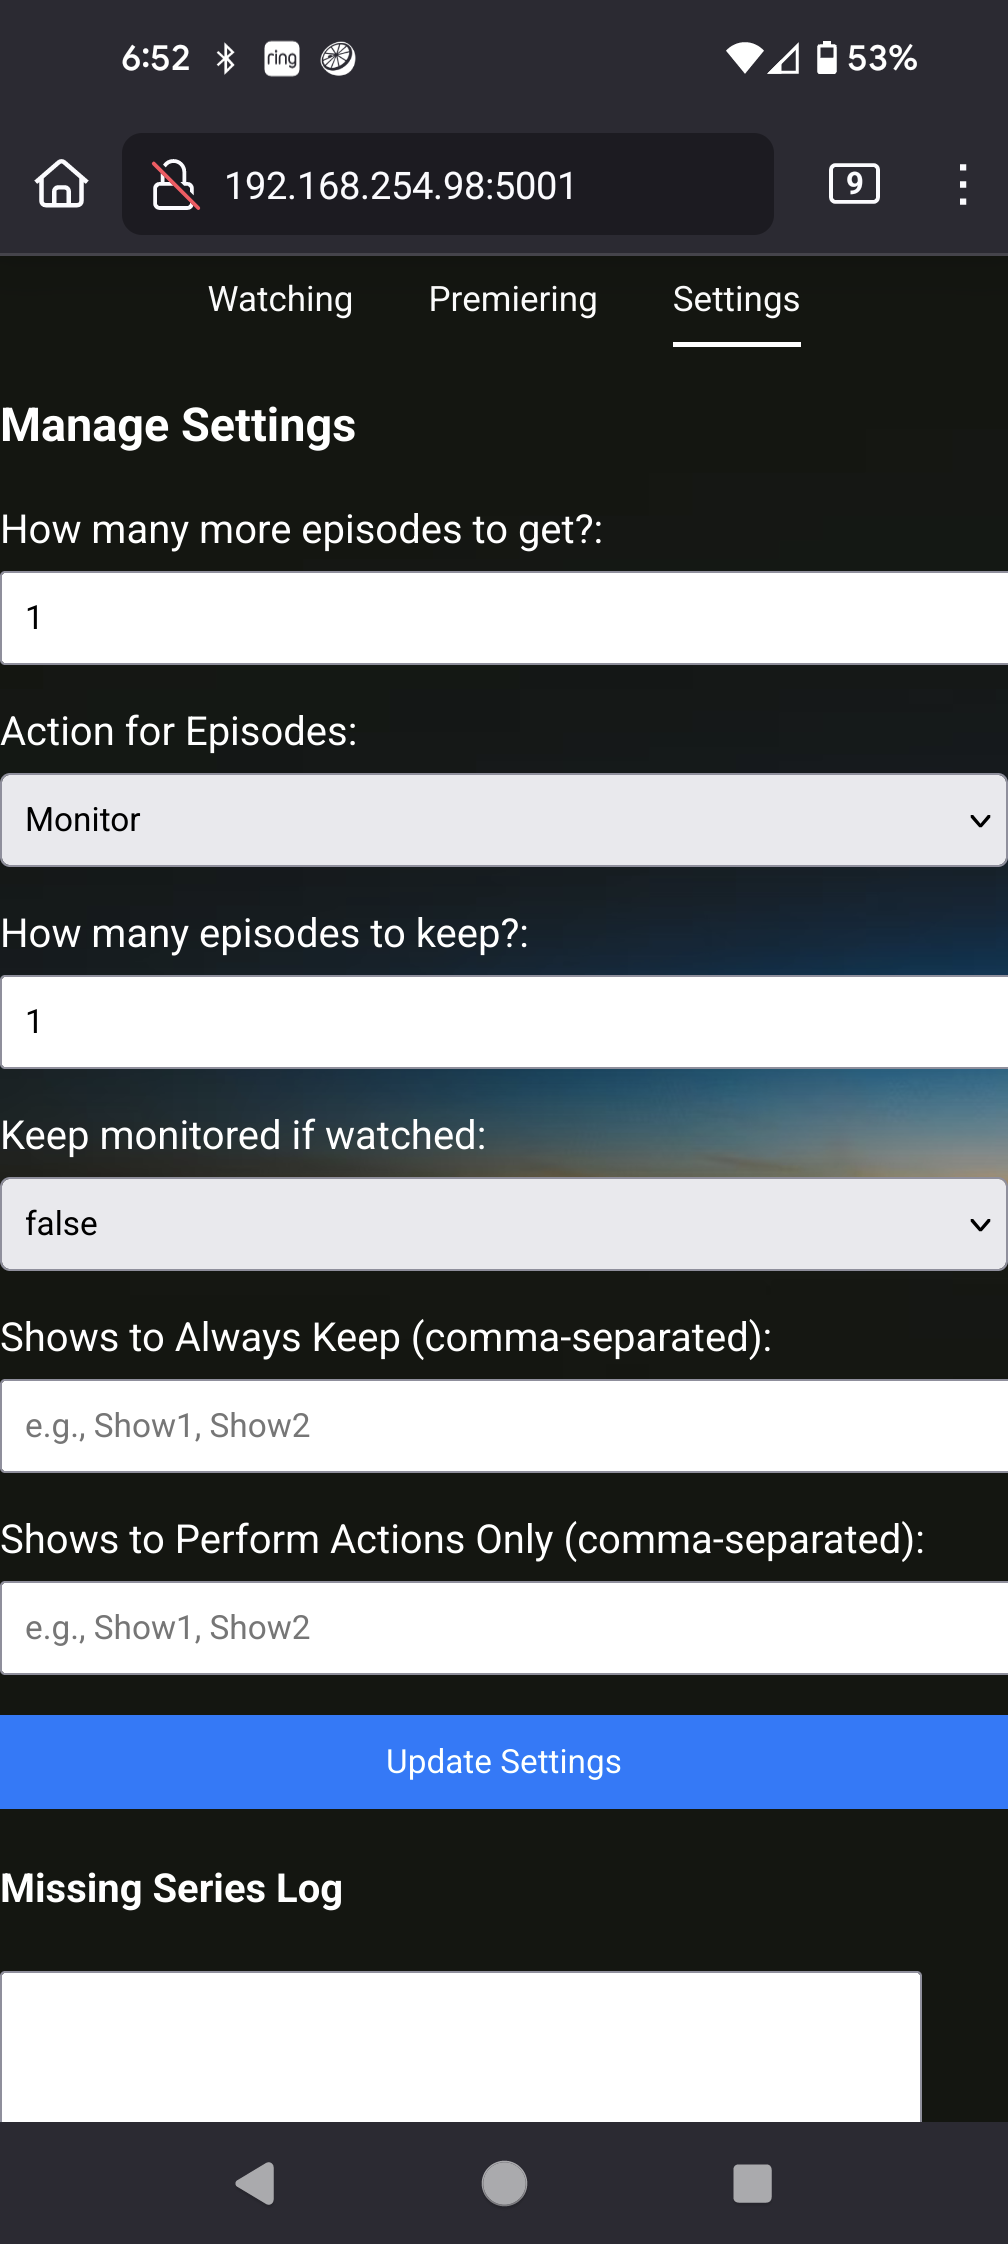 6:52 ring 53%
192.168.254.98:5001 9
Watching Premiering Settings
Manage Settings
How many more episodes to get?:
1
Action for Episodes:
Monitor
How many episodes to keep?:
1
Keep monitored if watched:
false
Shows to Always Keep (comma-separated):
e.g., Show1, Show2
Shows to Perform Actions Only (comma-separated):
e.g., Show1, Show2
Update Settings
Missing Series Log